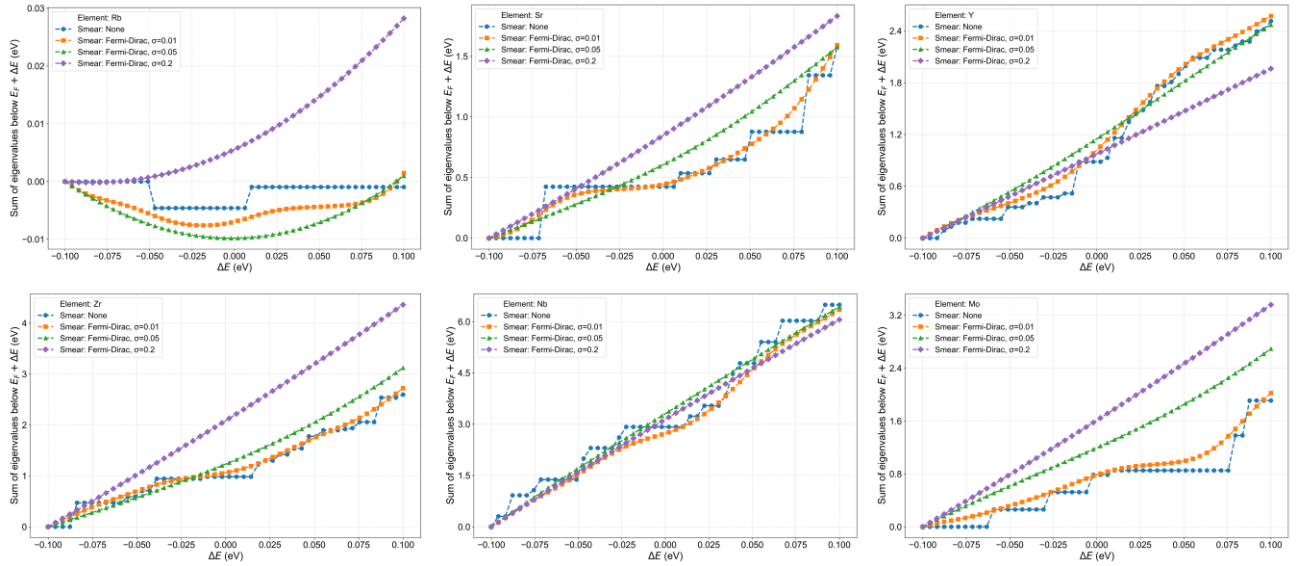 Element: Rb
Smear: None
Smear: Fermi-Dirac, σ=0.01
Smear: Fermi-Dirac, σ=0.05
Smear: Fermi-Dirac, σ=0.2
Sum of eigenvalues below E_F + ΔE (eV)
0.03
0.02
0.01
0.00
−0.01
−0.100 −0.075 −0.050 −0.025 0.000 0.025 0.050 0.075 0.100
ΔE (eV)
Element: Sr
Smear: None
Smear: Fermi-Dirac, σ=0.01
Smear: Fermi-Dirac, σ=0.05
Smear: Fermi-Dirac, σ=0.2
Sum of eigenvalues below E_F + ΔE (eV)
1.5
1.0
0.5
0.0
−0.100 −0.075 −0.050 −0.025 0.000 0.025 0.050 0.075 0.100
ΔE (eV)
Element: Y
Smear: None
Smear: Fermi-Dirac, σ=0.01
Smear: Fermi-Dirac, σ=0.05
Smear: Fermi-Dirac, σ=0.2
Sum of eigenvalues below E_F + ΔE (eV)
2.4
1.8
1.2
0.6
0.0
−0.100 −0.075 −0.050 −0.025 0.000 0.025 0.050 0.075 0.100
ΔE (eV)
Element: Zr
Smear: None
Smear: Fermi-Dirac, σ=0.01
Smear: Fermi-Dirac, σ=0.05
Smear: Fermi-Dirac, σ=0.2
Sum of eigenvalues below E_F + ΔE (eV)
4
3
2
1
0
−0.100 −0.075 −0.050 −0.025 0.000 0.025 0.050 0.075 0.100
ΔE (eV)
Element: Nb
Smear: None
Smear: Fermi-Dirac, σ=0.01
Smear: Fermi-Dirac, σ=0.05
Smear: Fermi-Dirac, σ=0.2
Sum of eigenvalues below E_F + ΔE (eV)
6.0
4.5
3.0
1.5
0.0
−0.100 −0.075 −0.050 −0.025 0.000 0.025 0.050 0.075 0.100
ΔE (eV)
Element: Mo
Smear: None
Smear: Fermi-Dirac, σ=0.01
Smear: Fermi-Dirac, σ=0.05
Smear: Fermi-Dirac, σ=0.2
Sum of eigenvalues below E_F + ΔE (eV)
3.2
2.4
1.6
0.8
0.0
−0.100 −0.075 −0.050 −0.025 0.000 0.025 0.050 0.075 0.100
ΔE (eV)